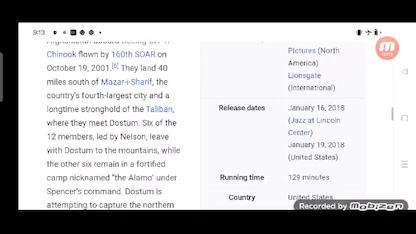 9:13
Chinook flown by 160th SOAR on
October 19, 2001.[6] They land 40
miles south of Mazar-i-Sharif, the
country's fourth-largest city and a
longtime stronghold of the Taliban,
where they meet Dostum. Six of the
12 members, led by Nelson, leave
with Dostum to the mountains, while
the other six remain in a fortified
camp nicknamed "the Alamo" under
Spencer's command. Dostum is
attempting to capture the northern
Pictures (North
America)
Lionsgate
(International)
Release dates
January 16, 2018
(Jazz at Lincoln
Center)
January 19, 2018
(United States)
Running time
129 minutes
Country
United States
Recorded by Mobizen